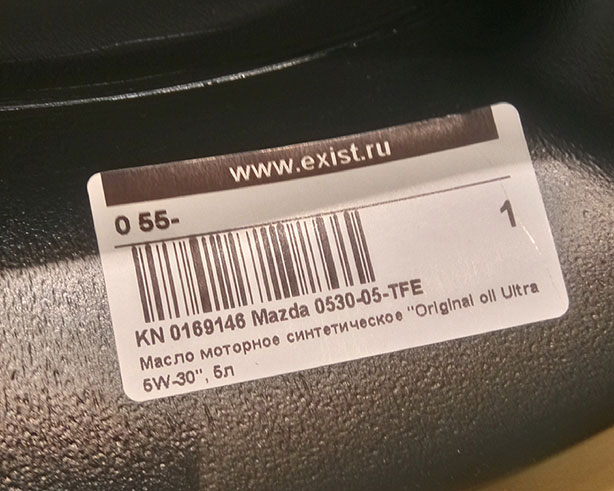 www.exist.ru
0 55-
1
KN 0169146 Mazda 0530-05-TFE
Масло моторное синтетическое "Original oil Ultra
5W-30", 5л